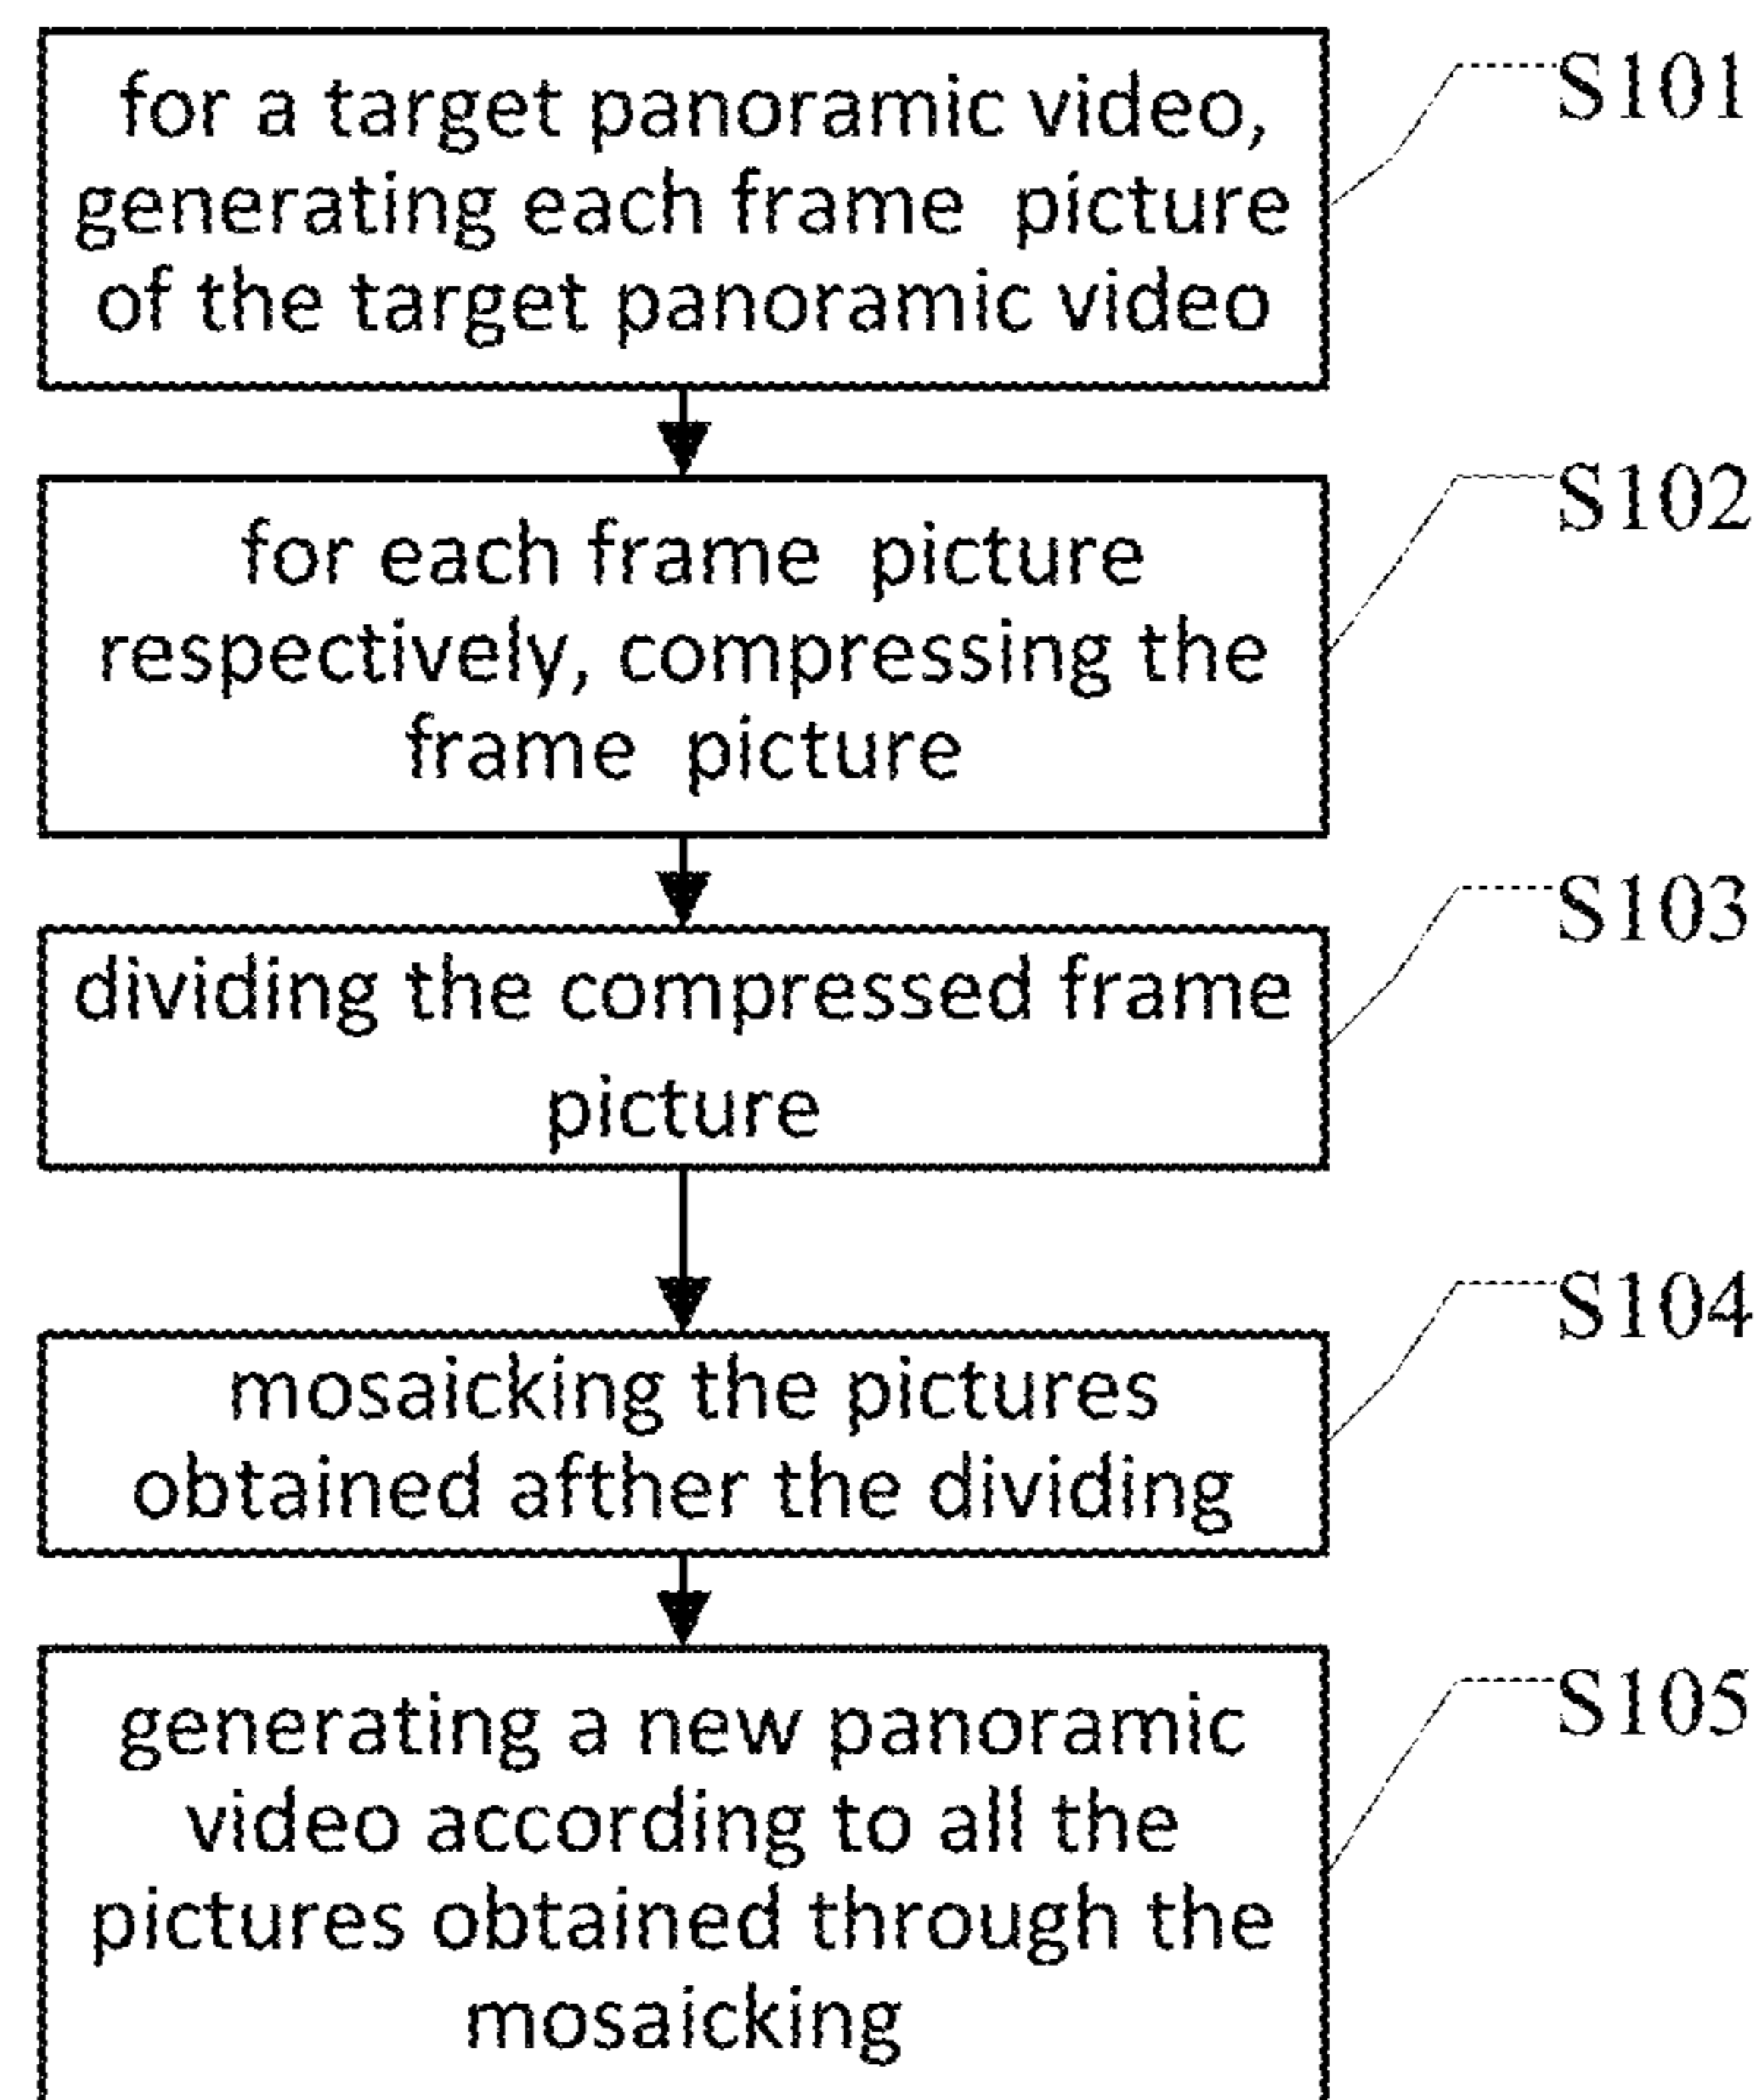 for a target panoramic video,
generating each frame picture
of the target panoramic video
S101
for each frame picture
respectively, compressing the
frame picture
S102
dividing the compressed frame
picture
S103
mosaicking the pictures
obtained afther the dividing
S104
generating a new panoramic
video according to all the
pictures obtained through the
mosaicking
S105